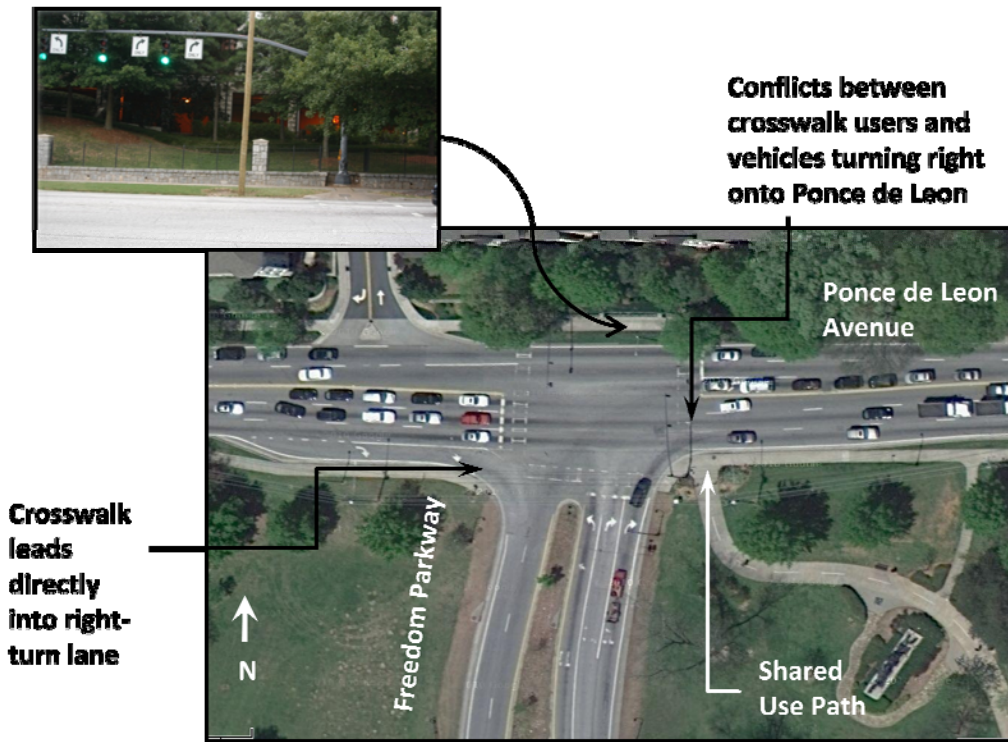 Conflicts between
crosswalk users and
vehicles turning right
onto Ponce de Leon
Ponce de Leon
Avenue
Crosswalk
leads
directly
into right-
turn lane
Freedom Parkway
N
Shared
Use Path